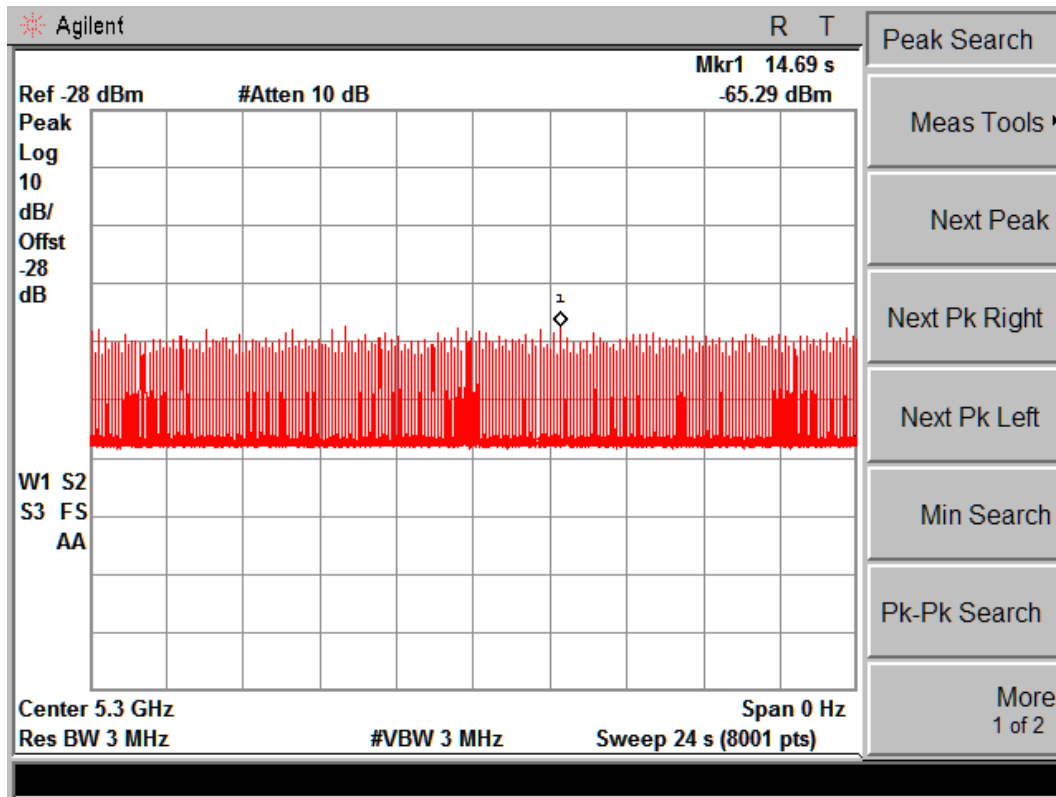 Agilent
R T
Mkr1 14.69 s
Ref -28 dBm #Atten 10 dB -65.29 dBm
Peak
Log
10
dB/
Offst
-28
dB
1
W1 S2
S3 FS
AA
Center 5.3 GHz Span 0 Hz
Res BW 3 MHz #VBW 3 MHz Sweep 24 s (8001 pts)
Peak Search
Meas Tools
Next Peak
Next Pk Right
Next Pk Left
Min Search
Pk-Pk Search
More
1 of 2